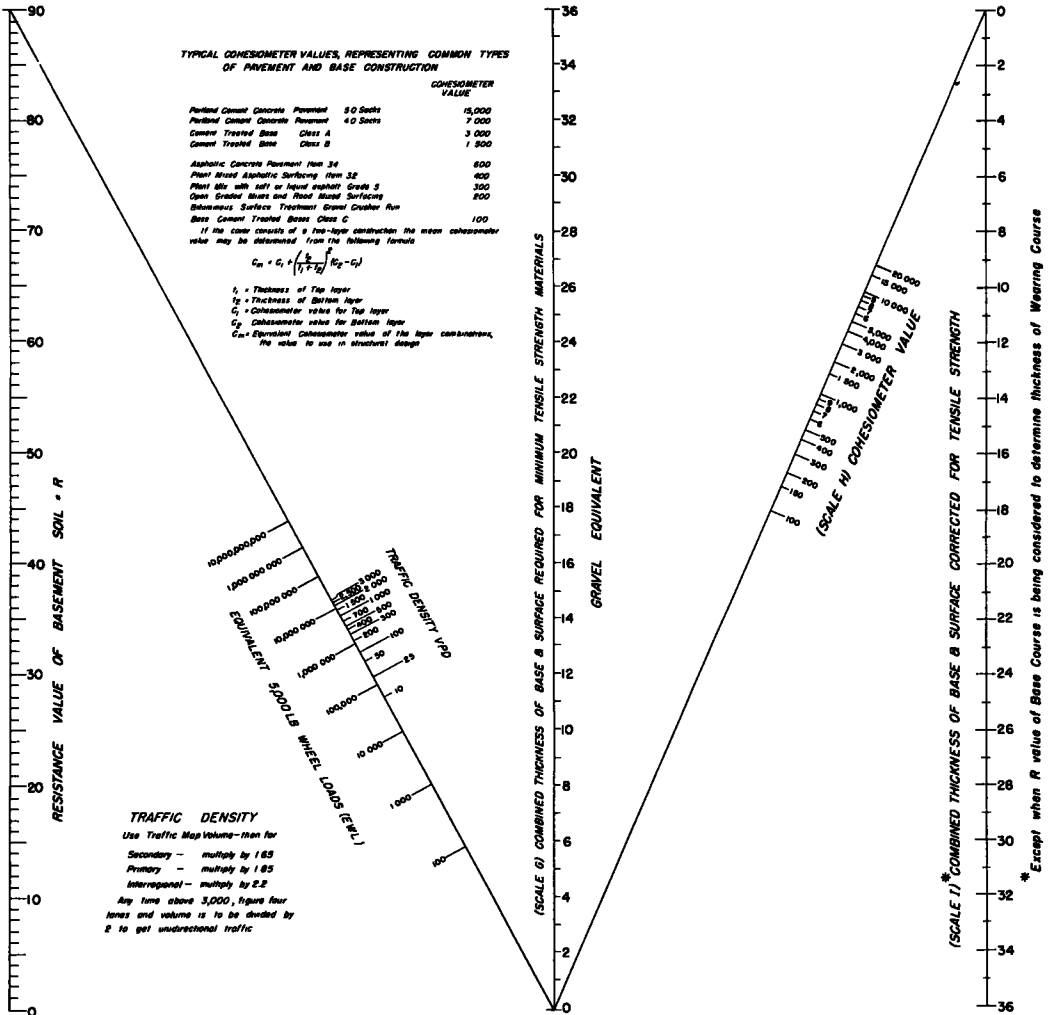 TYPICAL COHESIOMETER VALUES, REPRESENTING COMMON TYPES
OF PAVEMENT AND BASE CONSTRUCTION
COHESIOMETER
VALUE
Portland Cement Concrete Pavement 5 0 Sacks 15,000
Portland Cement Concrete Pavement 4 0 Sacks 7 000
Cement Treated Base Class A 3 000
Cement Treated Base Class B 1 500
Asphaltic Concrete Pavement Item 34 600
Plant Mixed Asphaltic Surfacing Item 32 400
Plant Mix with soft or liquid asphalt Grade 5 300
Open Graded Mixes and Road Mixed Surfacing 200
Bituminous Surface Treatment Gravel Crusher Run
Base Cement Treated Bases Class C 100
If the cover consists of a two-layer construction the mean cohesiometer
value may be determined from the following formula
Cm = C1 + (t2 / t1 + t2)² (C2 - C1)
t1 = Thickness of Top layer
t2 = Thickness of Bottom layer
C1 = Cohesiometer value for Top layer
C2 Cohesiometer value for Bottom layer
Cm = Equivalent Cohesiometer value of the layer combinations,
the value to use in structural design
RESISTANCE VALUE OF BASEMENT SOIL • R
90
80
70
60
50
40
30
20
10
0
EQUIVALENT 5,000 LB WHEEL LOADS (EWL)
10,000,000,000
1,000 000 000
100,000,000
10,000 000
1,000 000
100,000
10 000
1 000
100
TRAFFIC DENSITY VPD
3 000
2 500
2 000
1 500
1 000
700
500
400
300
200
100
50
25
10
TRAFFIC DENSITY
Use Traffic Map Volume—then for
Secondary — multiply by 1 65
Primary — multiply by 1 85
Interregional — multiply by 2.2
Any time above 3,000, figure four
lanes and volume is to be divided by
2 to get unidirectional traffic
(SCALE G) COMBINED THICKNESS OF BASE & SURFACE REQUIRED FOR MINIMUM TENSILE STRENGTH MATERIALS
36
34
32
30
28
26
24
22
20
18
16
14
12
10
8
6
4
2
0
GRAVEL EQUIVALENT
(SCALE H) COHESIOMETER VALUE
20 000
15 000
10 000
5,000
4,000
3 000
2,000
1 500
1,000
500
400
300
200
150
100
(SCALE I) * COMBINED THICKNESS OF BASE & SURFACE CORRECTED FOR TENSILE STRENGTH
0
2
4
6
8
10
12
14
16
18
20
22
24
26
28
30
32
34
36
* Except when R value of Base Course is being considered to determine thickness of Wearing Course